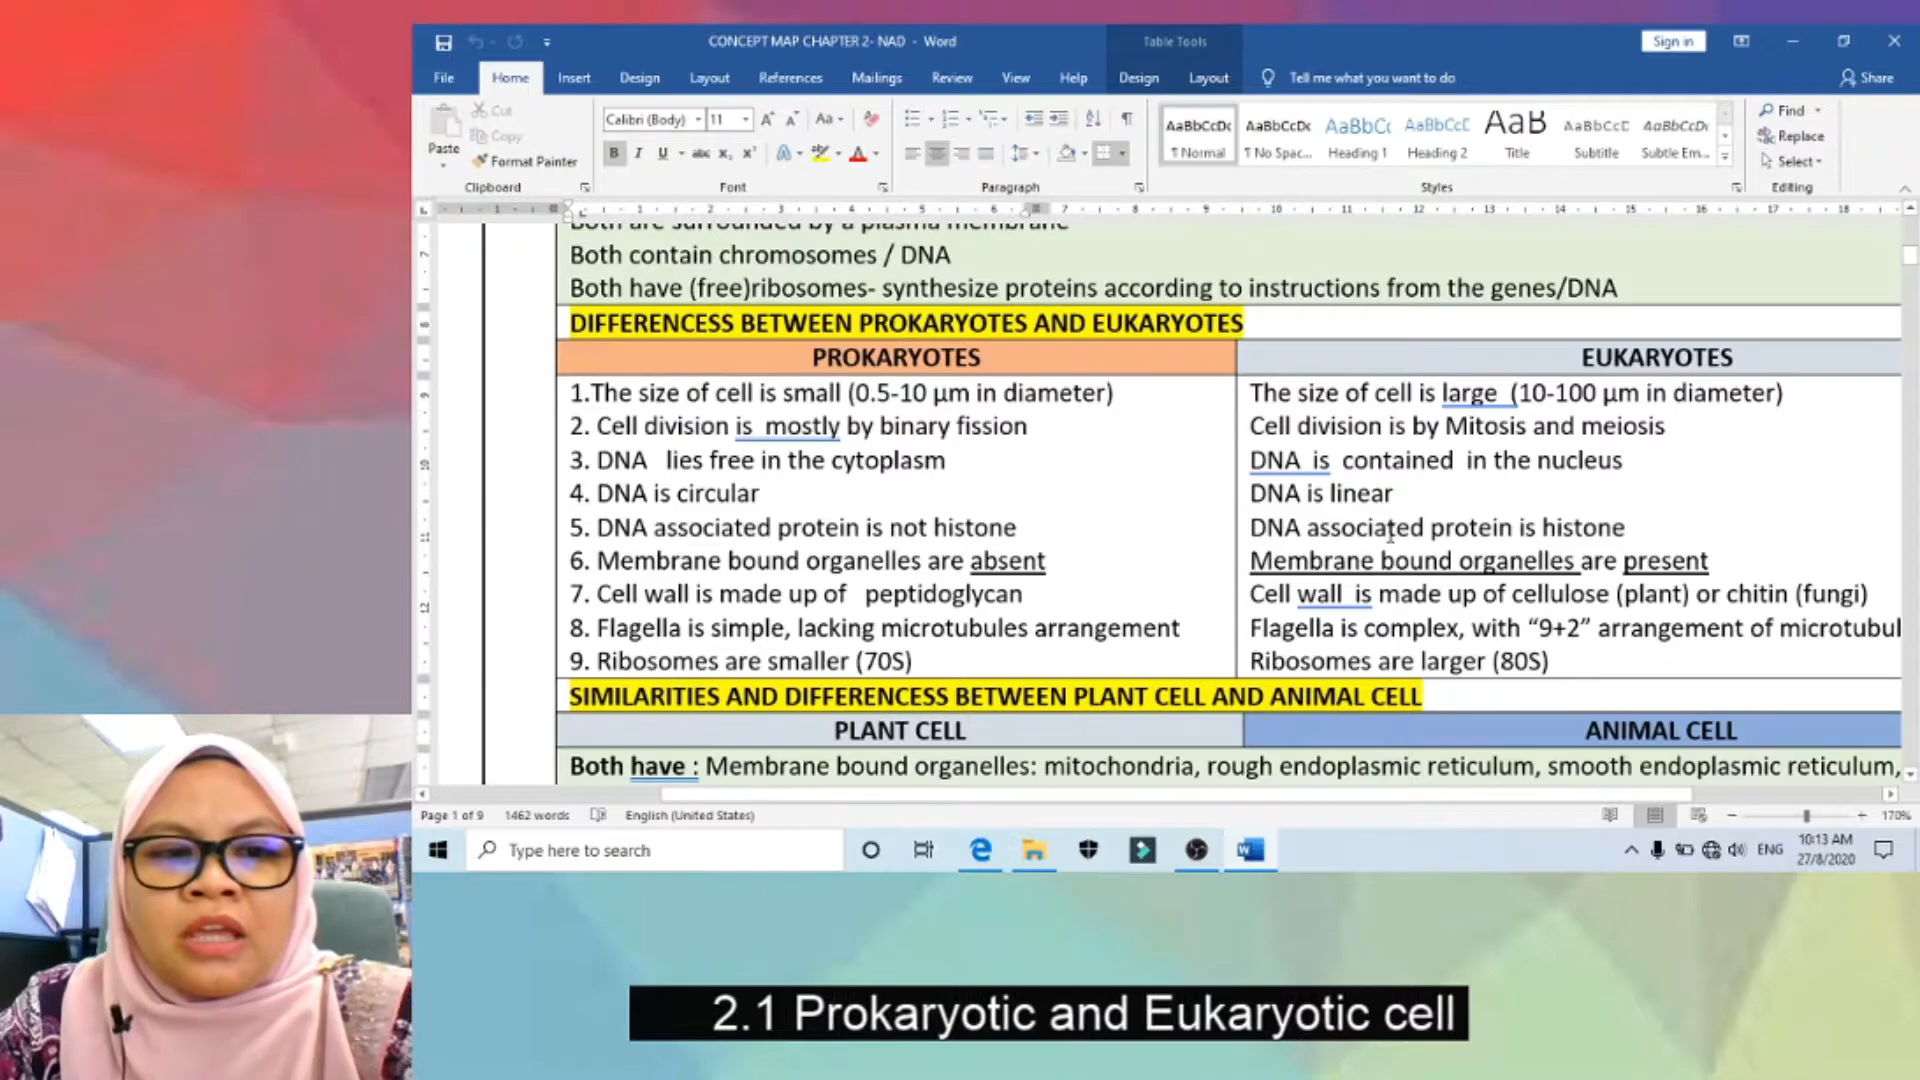 CONCEPT MAP CHAPTER 2- NAD - Word
Table Tools
Sign in
File Home Insert Design Layout References Mailings Review View Help Design Layout Tell me what you want to do Share
Paste
Cut
Copy
Format Painter
Clipboard
Calibri (Body) 11
Font
Paragraph
AaBbCcDc AaBbCcDc AaBbCc AaBbCcC AaB AaBbCcC AaBbCcDc
¶ Normal ¶ No Spac... Heading 1 Heading 2 Title Subtitle Subtle Em...
Styles
Find
Replace
Select
Editing
Both are surrounded by a plasma membrane
Both contain chromosomes / DNA
Both have (free)ribosomes- synthesize proteins according to instructions from the genes/DNA
DIFFERENCESS BETWEEN PROKARYOTES AND EUKARYOTES
PROKARYOTES EUKARYOTES
1.The size of cell is small (0.5-10 µm in diameter) The size of cell is large (10-100 µm in diameter)
2. Cell division is mostly by binary fission Cell division is by Mitosis and meiosis
3. DNA lies free in the cytoplasm DNA is contained in the nucleus
4. DNA is circular DNA is linear
5. DNA associated protein is not histone DNA associated protein is histone
6. Membrane bound organelles are absent Membrane bound organelles are present
7. Cell wall is made up of peptidoglycan Cell wall is made up of cellulose (plant) or chitin (fungi)
8. Flagella is simple, lacking microtubules arrangement Flagella is complex, with “9+2” arrangement of microtubul
9. Ribosomes are smaller (70S) Ribosomes are larger (80S)
SIMILARITIES AND DIFFERENCESS BETWEEN PLANT CELL AND ANIMAL CELL
PLANT CELL ANIMAL CELL
Both have : Membrane bound organelles: mitochondria, rough endoplasmic reticulum, smooth endoplasmic reticulum,
Page 1 of 9 1462 words English (United States) 170%
Type here to search
ENG
10:13 AM
27/8/2020
2.1 Prokaryotic and Eukaryotic cell